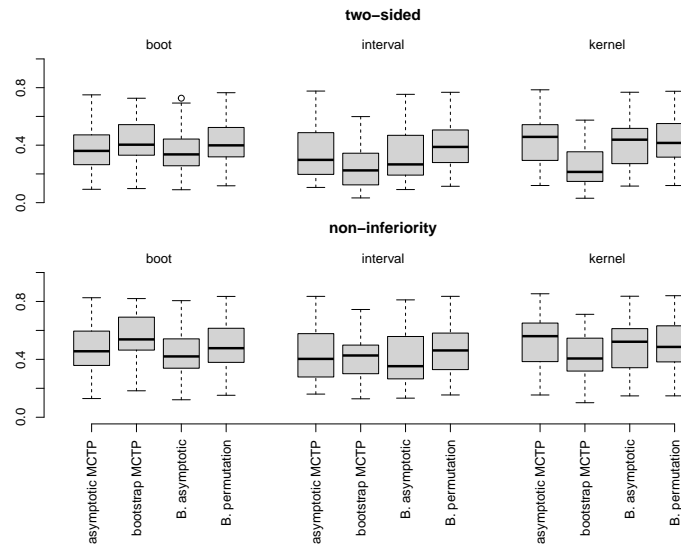 two−sided
boot interval kernel
0.8
0.4
0.0
non−inferiority
boot interval kernel
0.8
0.4
0.0
asymptotic MCTP
bootstrap MCTP
B. asymptotic
B. permutation
asymptotic MCTP
bootstrap MCTP
B. asymptotic
B. permutation
asymptotic MCTP
bootstrap MCTP
B. asymptotic
B. permutation